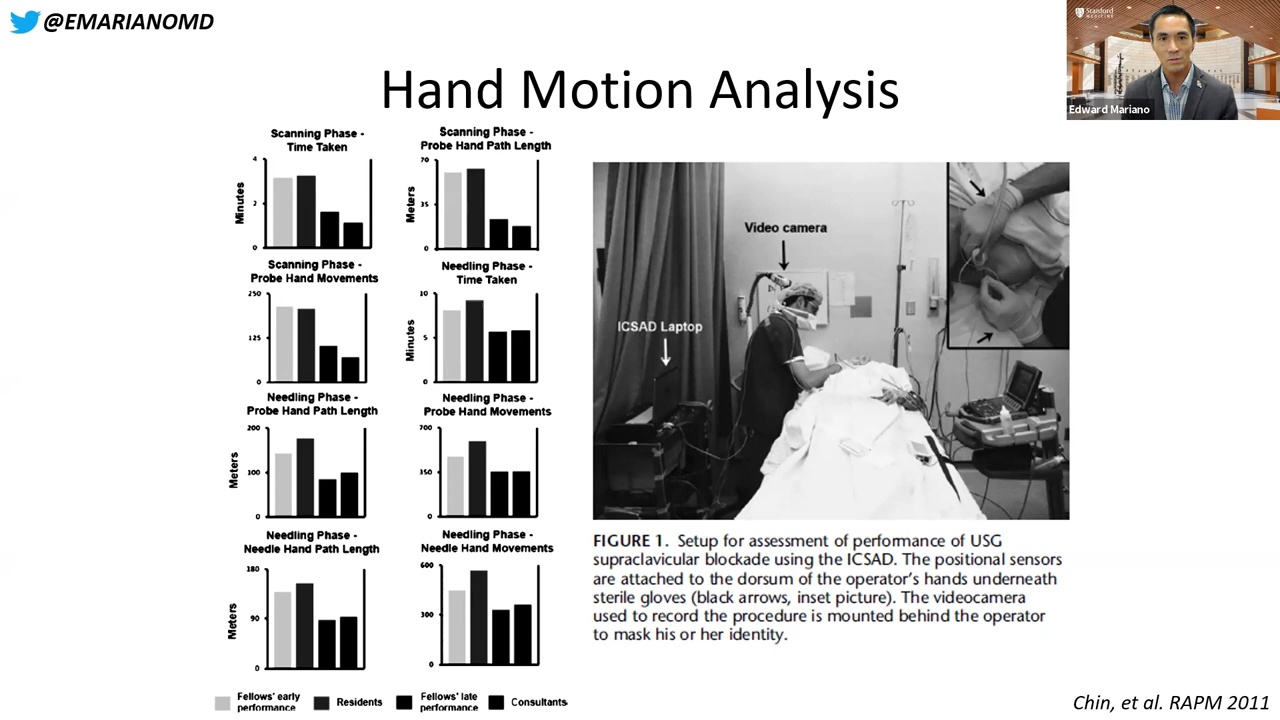 @EMARIANOMD
Stanford
MEDICINE
Edward Mariano
Hand Motion Analysis
Scanning Phase -
Time Taken
Minutes
4
2
0
Scanning Phase -
Probe Hand Path Length
Meters
70
35
0
Scanning Phase -
Probe Hand Movements
250
125
0
Needling Phase -
Time Taken
Minutes
10
5
0
Needling Phase -
Probe Hand Path Length
Meters
200
100
0
Needling Phase -
Probe Hand Movements
700
350
0
Needling Phase -
Needle Hand Path Length
Meters
180
90
0
Needling Phase -
Needle Hand Movements
600
300
0
Fellows' early
performance
Residents
Fellows' late
performance
Consultants
Video camera
ICSAD Laptop
FIGURE 1. Setup for assessment of performance of USG
supraclavicular blockade using the ICSAD. The positional sensors
are attached to the dorsum of the operator's hands underneath
sterile gloves (black arrows, inset picture). The videocamera
used to record the procedure is mounted behind the operator
to mask his or her identity.
Chin, et al. RAPM 2011